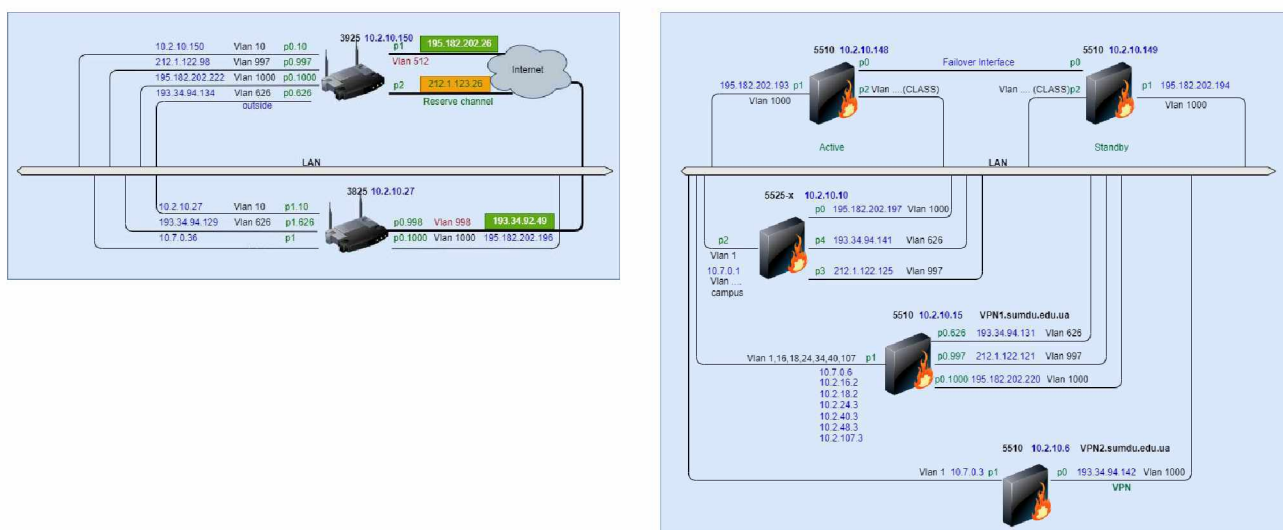 3925 10.2.10.150
10.2.10.150 Vlan 10 p0.10
212.1.122.98 Vlan 997 p0.997
195.182.202.222 Vlan 1000 p0.1000
193.34.94.134 Vlan 626 p0.626
outside
p1 195.182.202.26
Vlan 512
p2 212.1.123.26
Reserve channel
Internet
LAN
3825 10.2.10.27
10.2.10.27 Vlan 10 p1.10
193.34.94.129 Vlan 626 p1.626
10.7.0.36 p1
p0.998 Vlan 998 193.34.92.49
p0.1000 Vlan 1000 195.182.202.196
5510 10.2.10.148
5510 10.2.10.149
p0 Failover Interface p0
195.182.202.193 p1
Vlan 1000
p2 Vlan ....(CLASS)
Vlan .... (CLASS)p2
p1 195.182.202.194
Vlan 1000
Active
Standby
LAN
5525-x 10.2.10.10
p0 195.182.202.197 Vlan 1000
p2
Vlan 1
10.7.0.1
Vlan ....
campus
p4 193.34.94.141 Vlan 626
p3 212.1.122.125 Vlan 997
5510 10.2.10.15 VPN1.sumdu.edu.ua
p0.626 193.34.94.131 Vlan 626
Vlan 1,16,18,24,34,40,107 p1
p0.997 212.1.122.121 Vlan 997
p0.1000 195.182.202.220 Vlan 1000
10.7.0.6
10.2.16.2
10.2.18.2
10.2.24.3
10.2.40.3
10.2.48.3
10.2.107.3
5510 10.2.10.6 VPN2.sumdu.edu.ua
Vlan 1 10.7.0.3 p1
p0 193.34.94.142 Vlan 1000
VPN